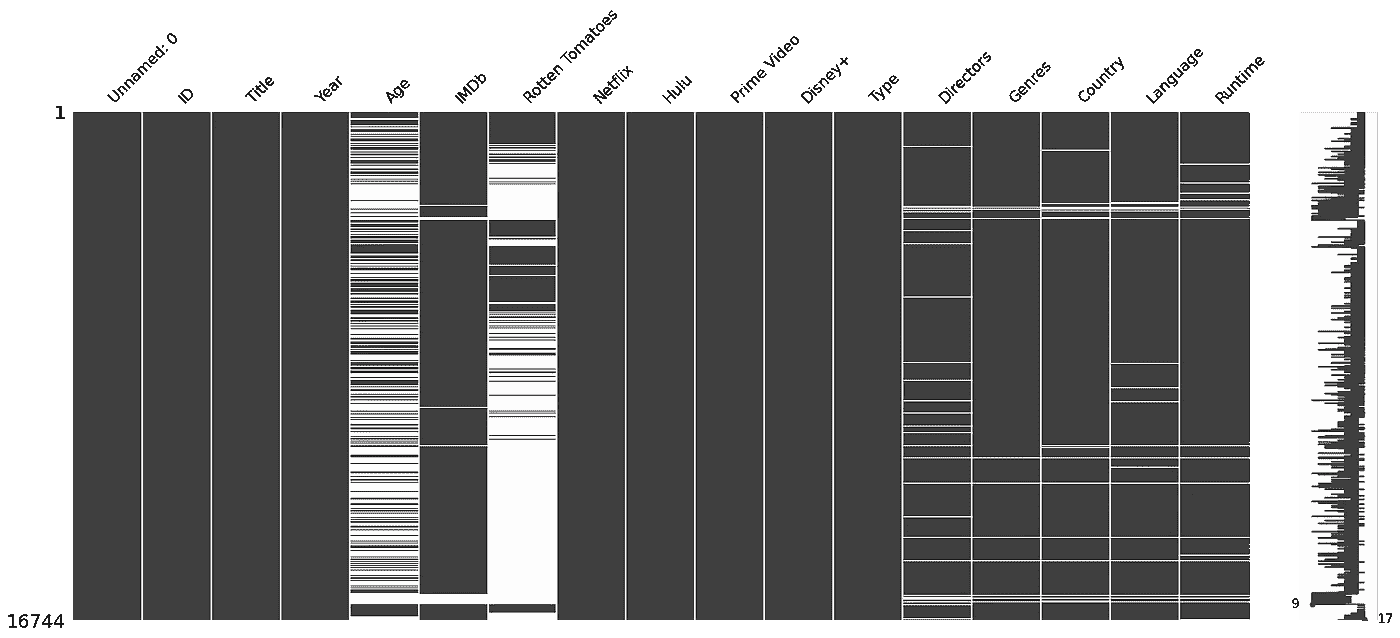 Unnamed: 0
ID
Title
Year
Age
IMDb
Rotten Tomatoes
Netflix
Hulu
Prime Video
Disney+
Type
Directors
Genres
Country
Language
Runtime
1
16744
9
17